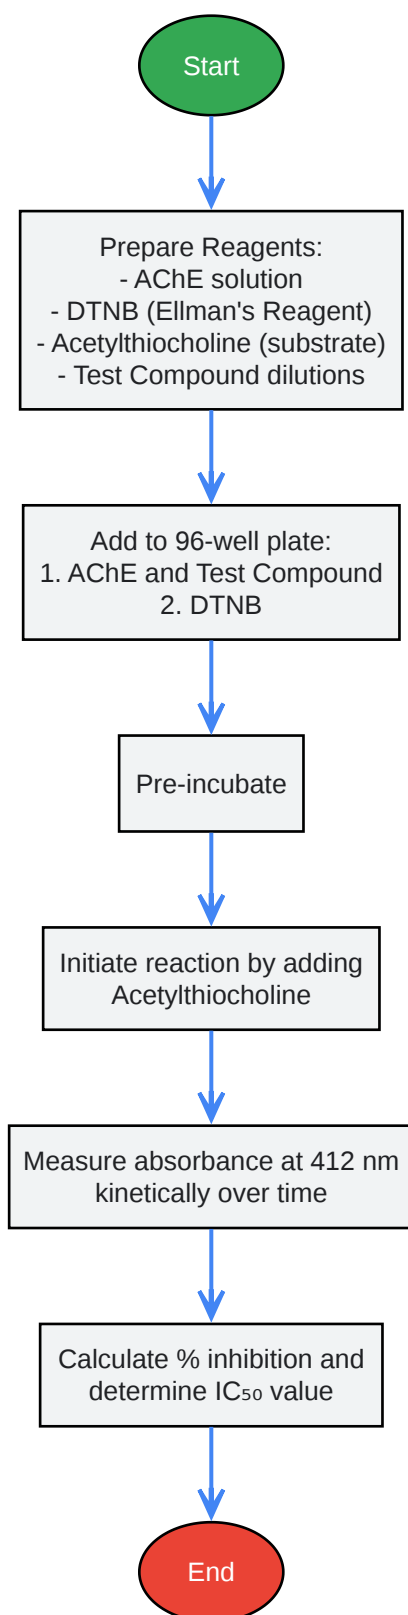 Start
Prepare Reagents:
- AChE solution
- DTNB (Ellman's Reagent)
- Acetylthiocholine (substrate)
- Test Compound dilutions
Add to 96-well plate:
1. AChE and Test Compound
2. DTNB
Pre-incubate
Initiate reaction by adding
Acetylthiocholine
Measure absorbance at 412 nm
kinetically over time
Calculate % inhibition and
determine IC₅₀ value
End